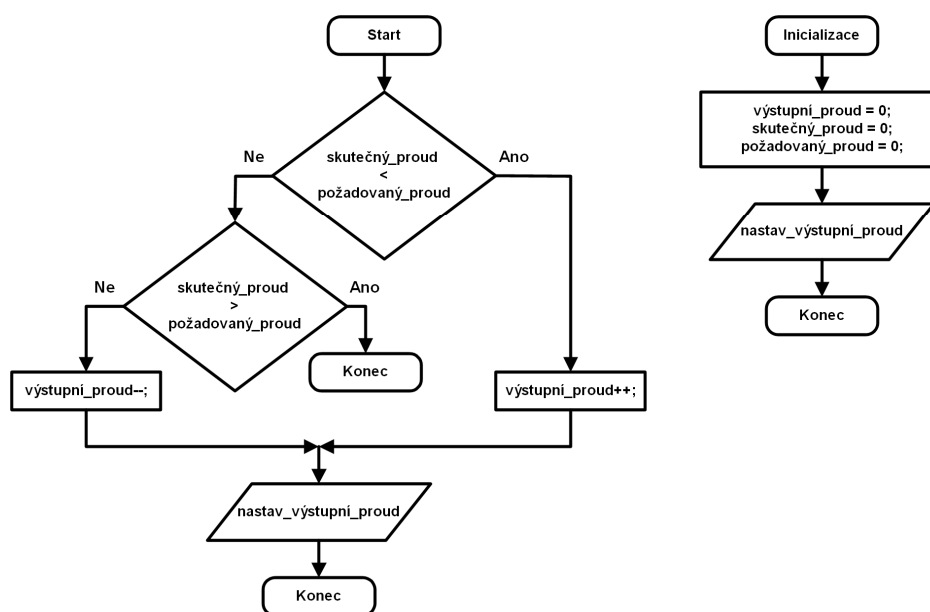 Start
Ne
skutečný_proud
<
požadovaný_proud
Ano
Ne
skutečný_proud
>
požadovaný_proud
Ano
Konec
výstupní_proud--;
výstupní_proud++;
nastav_výstupní_proud
Konec
Inicializace
výstupní_proud = 0;
skutečný_proud = 0;
požadovaný_proud = 0;
nastav_výstupní_proud
Konec